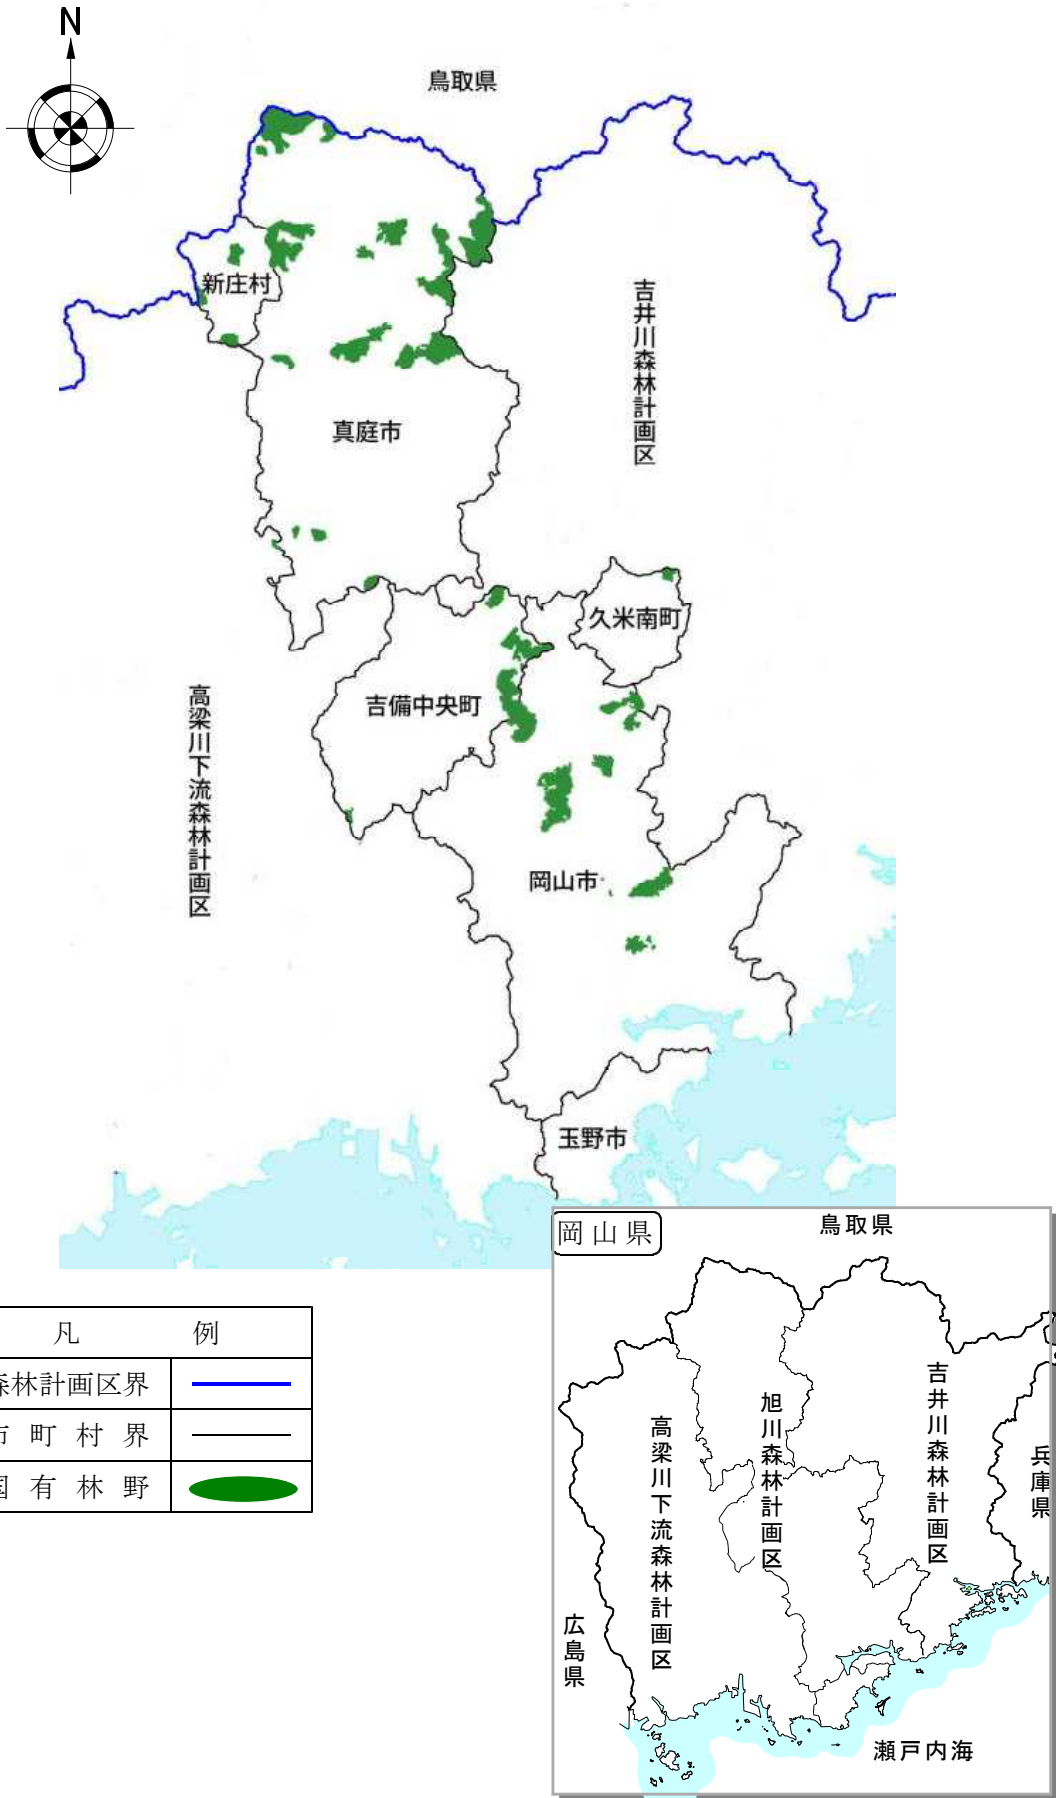 N
鳥取県
新庄村
吉井川森林計画区
真庭市
久米南町
吉備中央町
高梁川下流森林計画区
岡山市
玉野市
岡山県
鳥取県
吉井川森林計画区
旭川森林計画区
高梁川下流森林計画区
兵庫県
広島県
瀬戸内海
凡例
森林計画区界
市町村界
国有林野